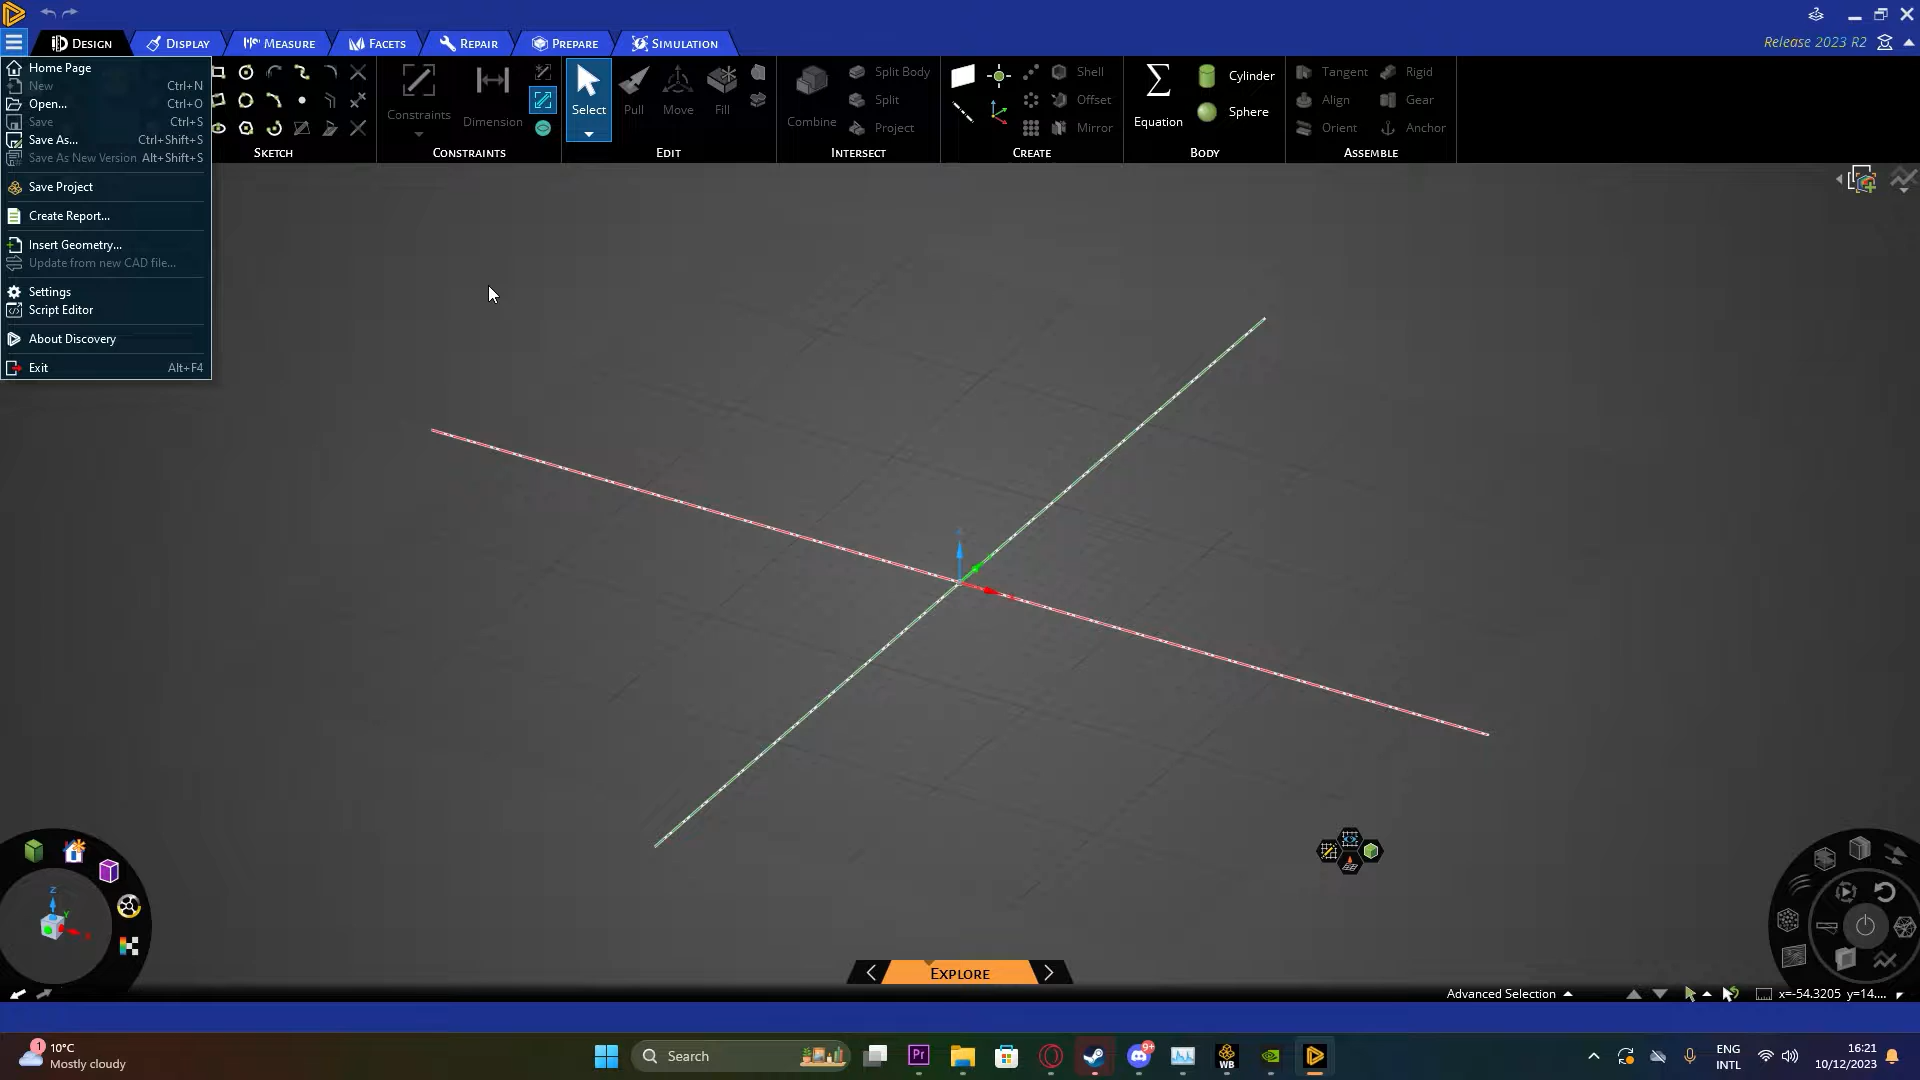 DESIGN DISPLAY MEASURE FACETS REPAIR PREPARE SIMULATION Release 2023 R2
Home Page
New Ctrl+N
Open... Ctrl+O
Save Ctrl+S
Save As... Ctrl+Shift+S
Save As New Version Alt+Shift+S
Save Project
Create Report...
Insert Geometry...
Update from new CAD file...
Settings
Script Editor
About Discovery
Exit Alt+F4
SKETCH
Constraints
Dimension
CONSTRAINTS
Select
Pull
Move
Fill
EDIT
Combine
Split Body
Split
Project
INTERSECT
Shell
Offset
Mirror
CREATE
Equation
Cylinder
Sphere
BODY
Tangent Rigid
Align Gear
Orient Anchor
ASSEMBLE
Z
Y
X
EXPLORE
Advanced Selection x=-54.3205 y=14....
1
10°C
Mostly cloudy
Search
Pr
9+
WB
ENG
INTL
16:21
10/12/2023